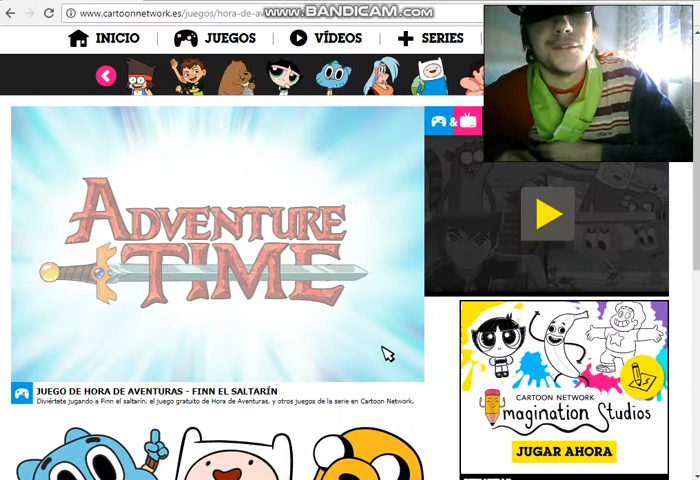 www.BANDICAM.com
www.cartoonnetwork.es/juegos/hora-de-av
INICIO
JUEGOS
VÍDEOS
SERIES
&
ADVENTURE
TIME
JUEGO DE HORA DE AVENTURAS - FINN EL SALTARÍN
Diviértete jugando a Finn el saltarín, el juego gratuito de Hora de Aventuras, y otros juegos de la serie en Cartoon Network.
CARTOON NETWORK
Imagination Studios
JUGAR AHORA